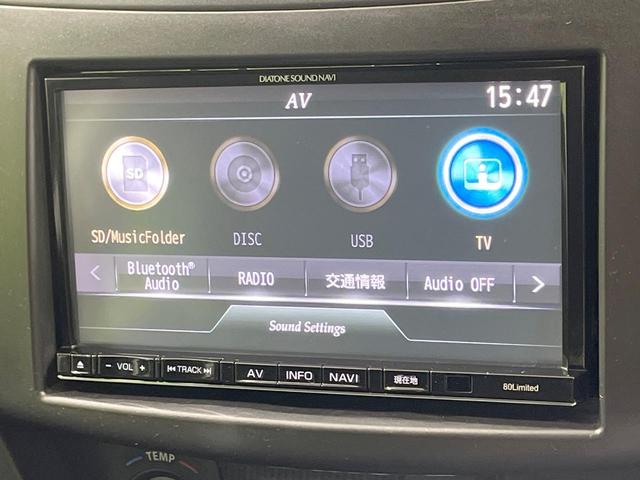 DIATONE SOUND NAVI
AV
15:47
SD
SD/MusicFolder
DISC
USB
TV
Bluetooth® Audio
RADIO
交通情報
Audio OFF
Sound Settings
- VOL +
TRACK
AV
INFO
NAVI
現在地
80Limited
TEMP